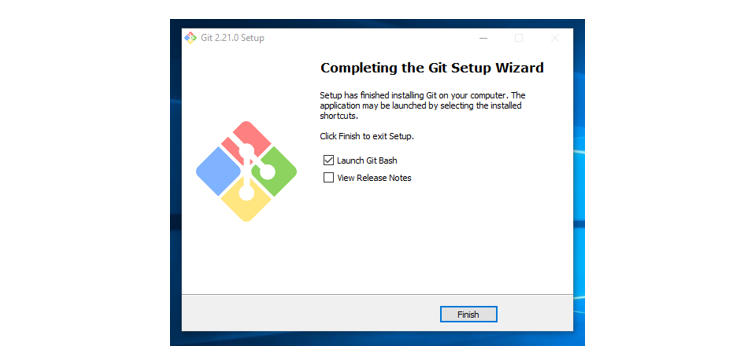 Git 2.21.0 Setup
Completing the Git Setup Wizard
Setup has finished installing Git on your computer. The
application may be launched by selecting the installed
shortcuts.
Click Finish to exit Setup.
Launch Git Bash
View Release Notes
Finish